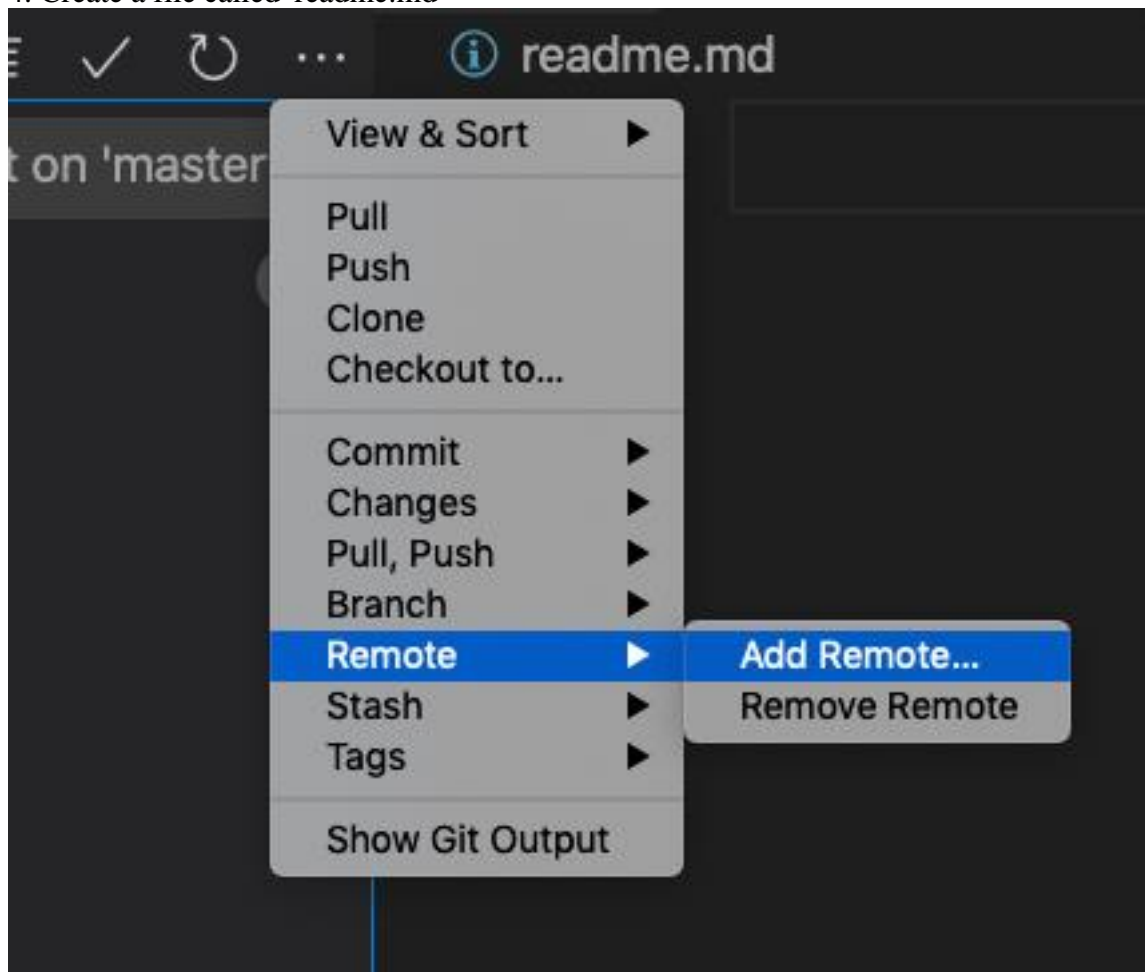 4. Create a file called 'readme.md'
readme.md
View & Sort
t on 'master
Pull
Push
Clone
Checkout to...
Commit
Changes
Pull, Push
Branch
Remote
Add Remote...
Stash
Remove Remote
Tags
Show Git Output